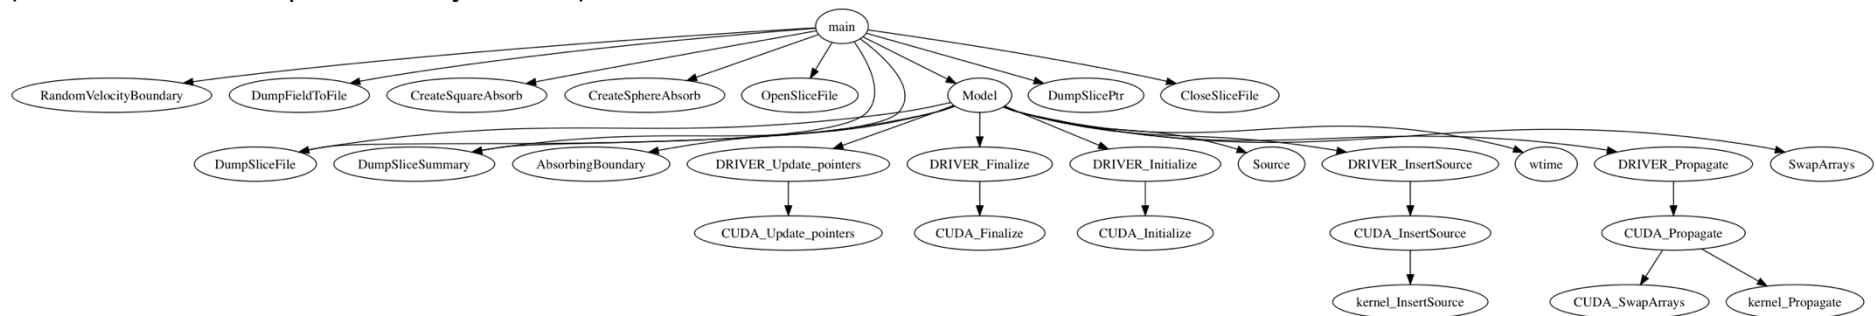 main
RandomVelocityBoundary DumpFieldToFile CreateSquareAbsorb CreateSphereAbsorb OpenSliceFile Model DumpSlicePtr CloseSliceFile
DumpSliceFile DumpSliceSummary AbsorbingBoundary DRIVER_Update_pointers DRIVER_Finalize DRIVER_Initialize Source DRIVER_InsertSource wtime DRIVER_Propagate SwapArrays
CUDA_Update_pointers CUDA_Finalize CUDA_Initialize CUDA_InsertSource CUDA_Propagate
kernel_InsertSource CUDA_SwapArrays kernel_Propagate